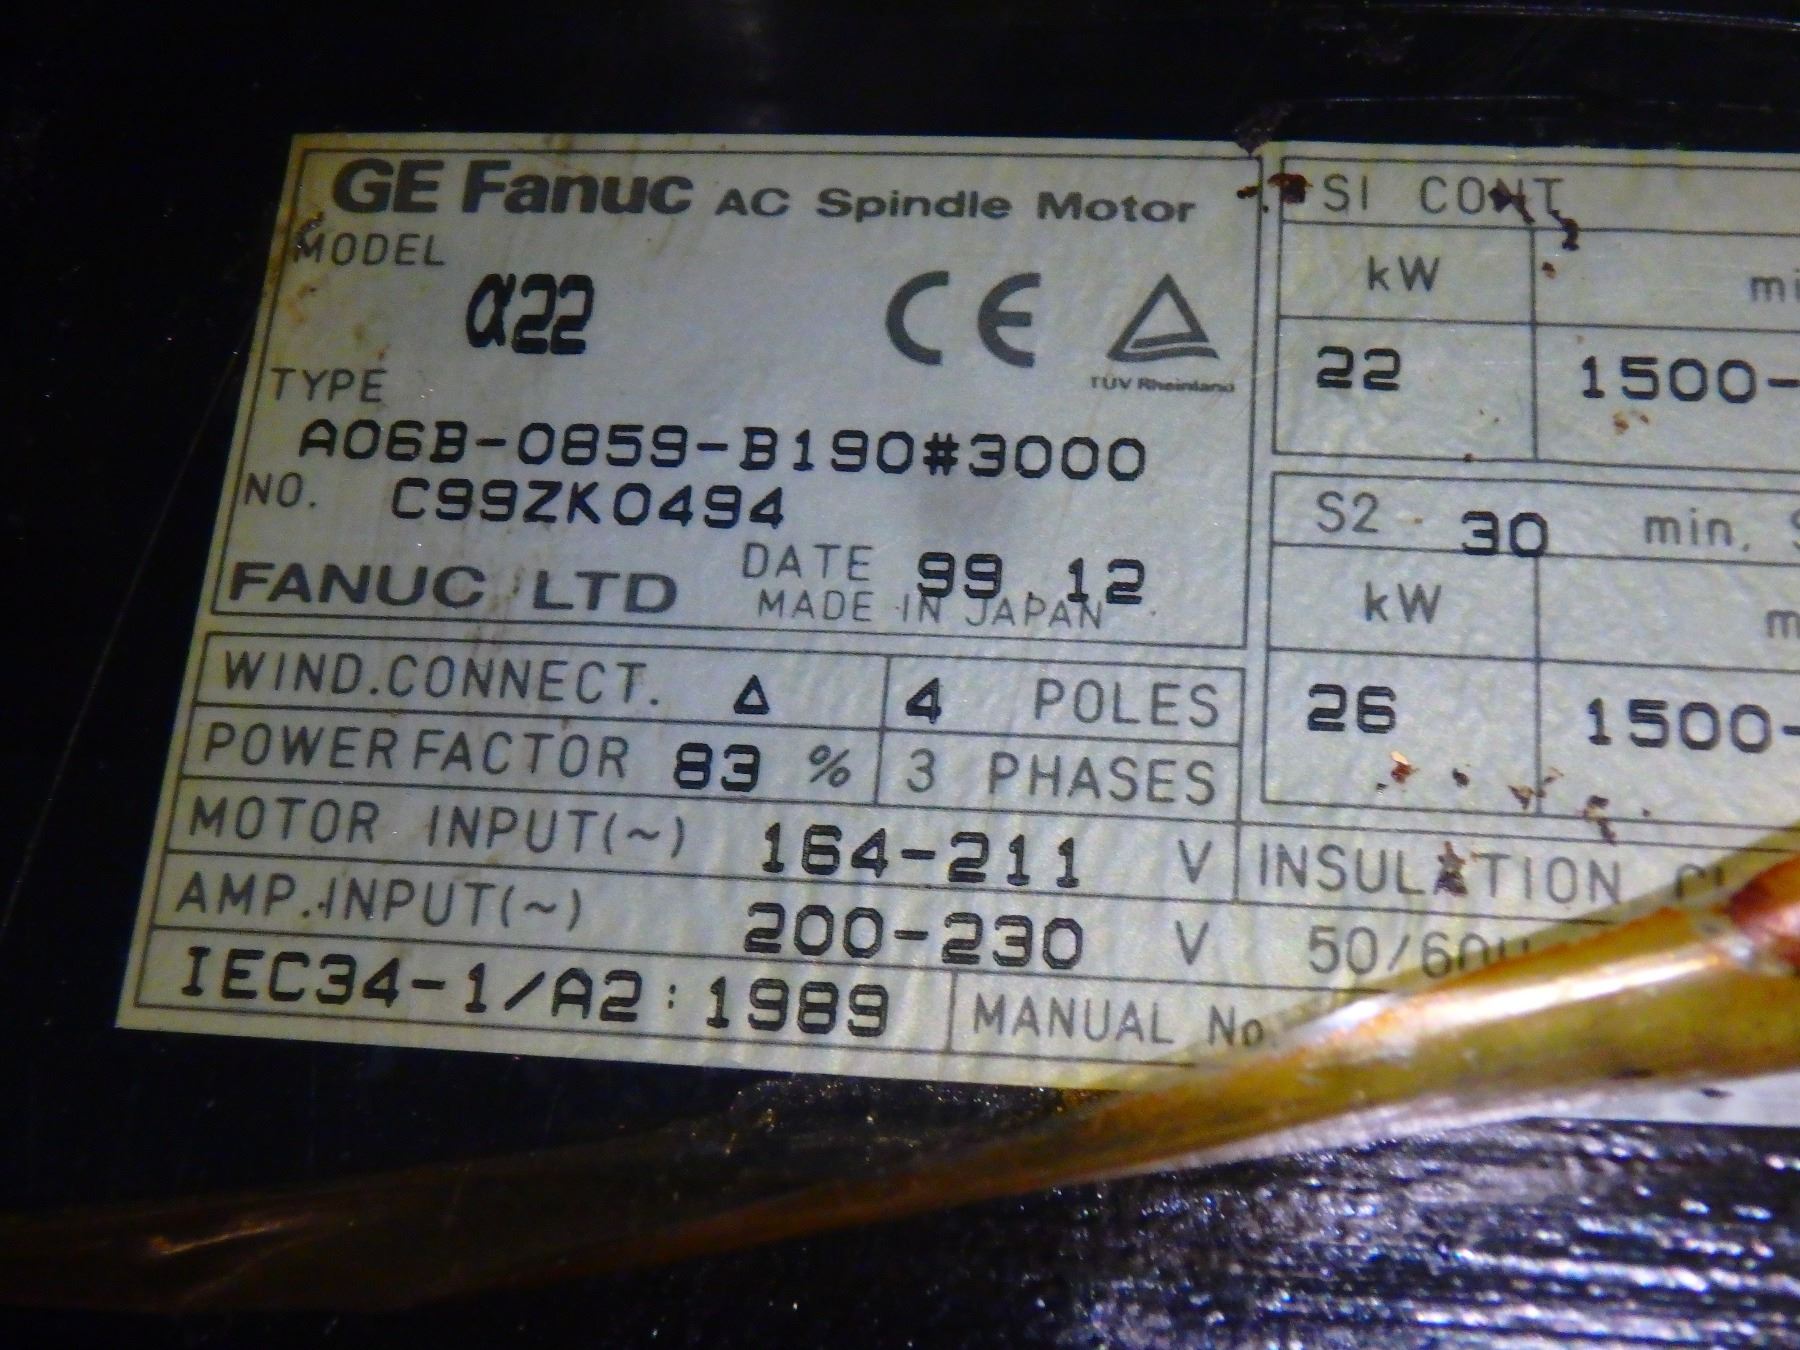 GE Fanuc AC Spindle Motor
MODEL
α22
CE
TÜV Rheinland
TYPE
A06B-0859-B190#3000
NO. C99ZK0494
DATE 99.12
FANUC LTD MADE IN JAPAN
WIND.CONNECT. Δ 4 POLES
POWER FACTOR 83 % 3 PHASES
MOTOR INPUT(~) 164-211 V
AMP.INPUT(~) 200-230 V
IEC34-1/A2:1989 MANUAL No.
S1 CONT
kW
22 1500-
S2 30 min.
kW
26 1500-
INSULATION
50/60